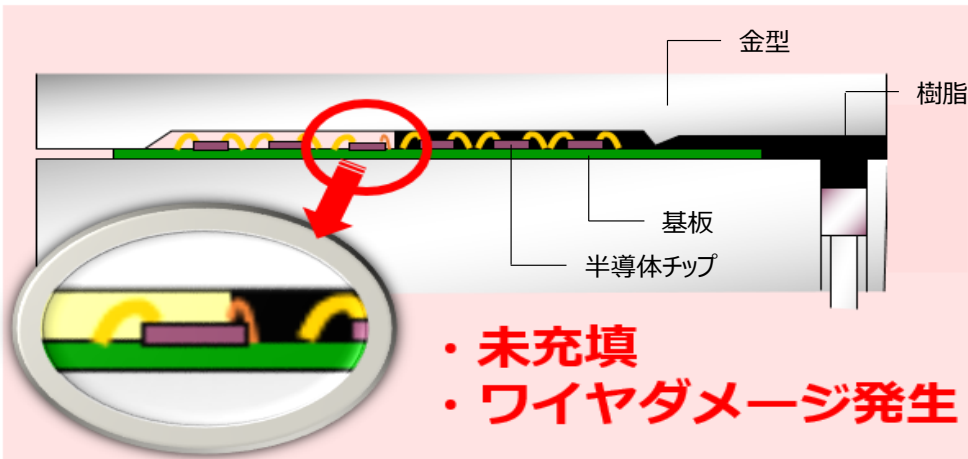 金型
樹脂
基板
半導体チップ
・未充填
・ワイヤダメージ発生